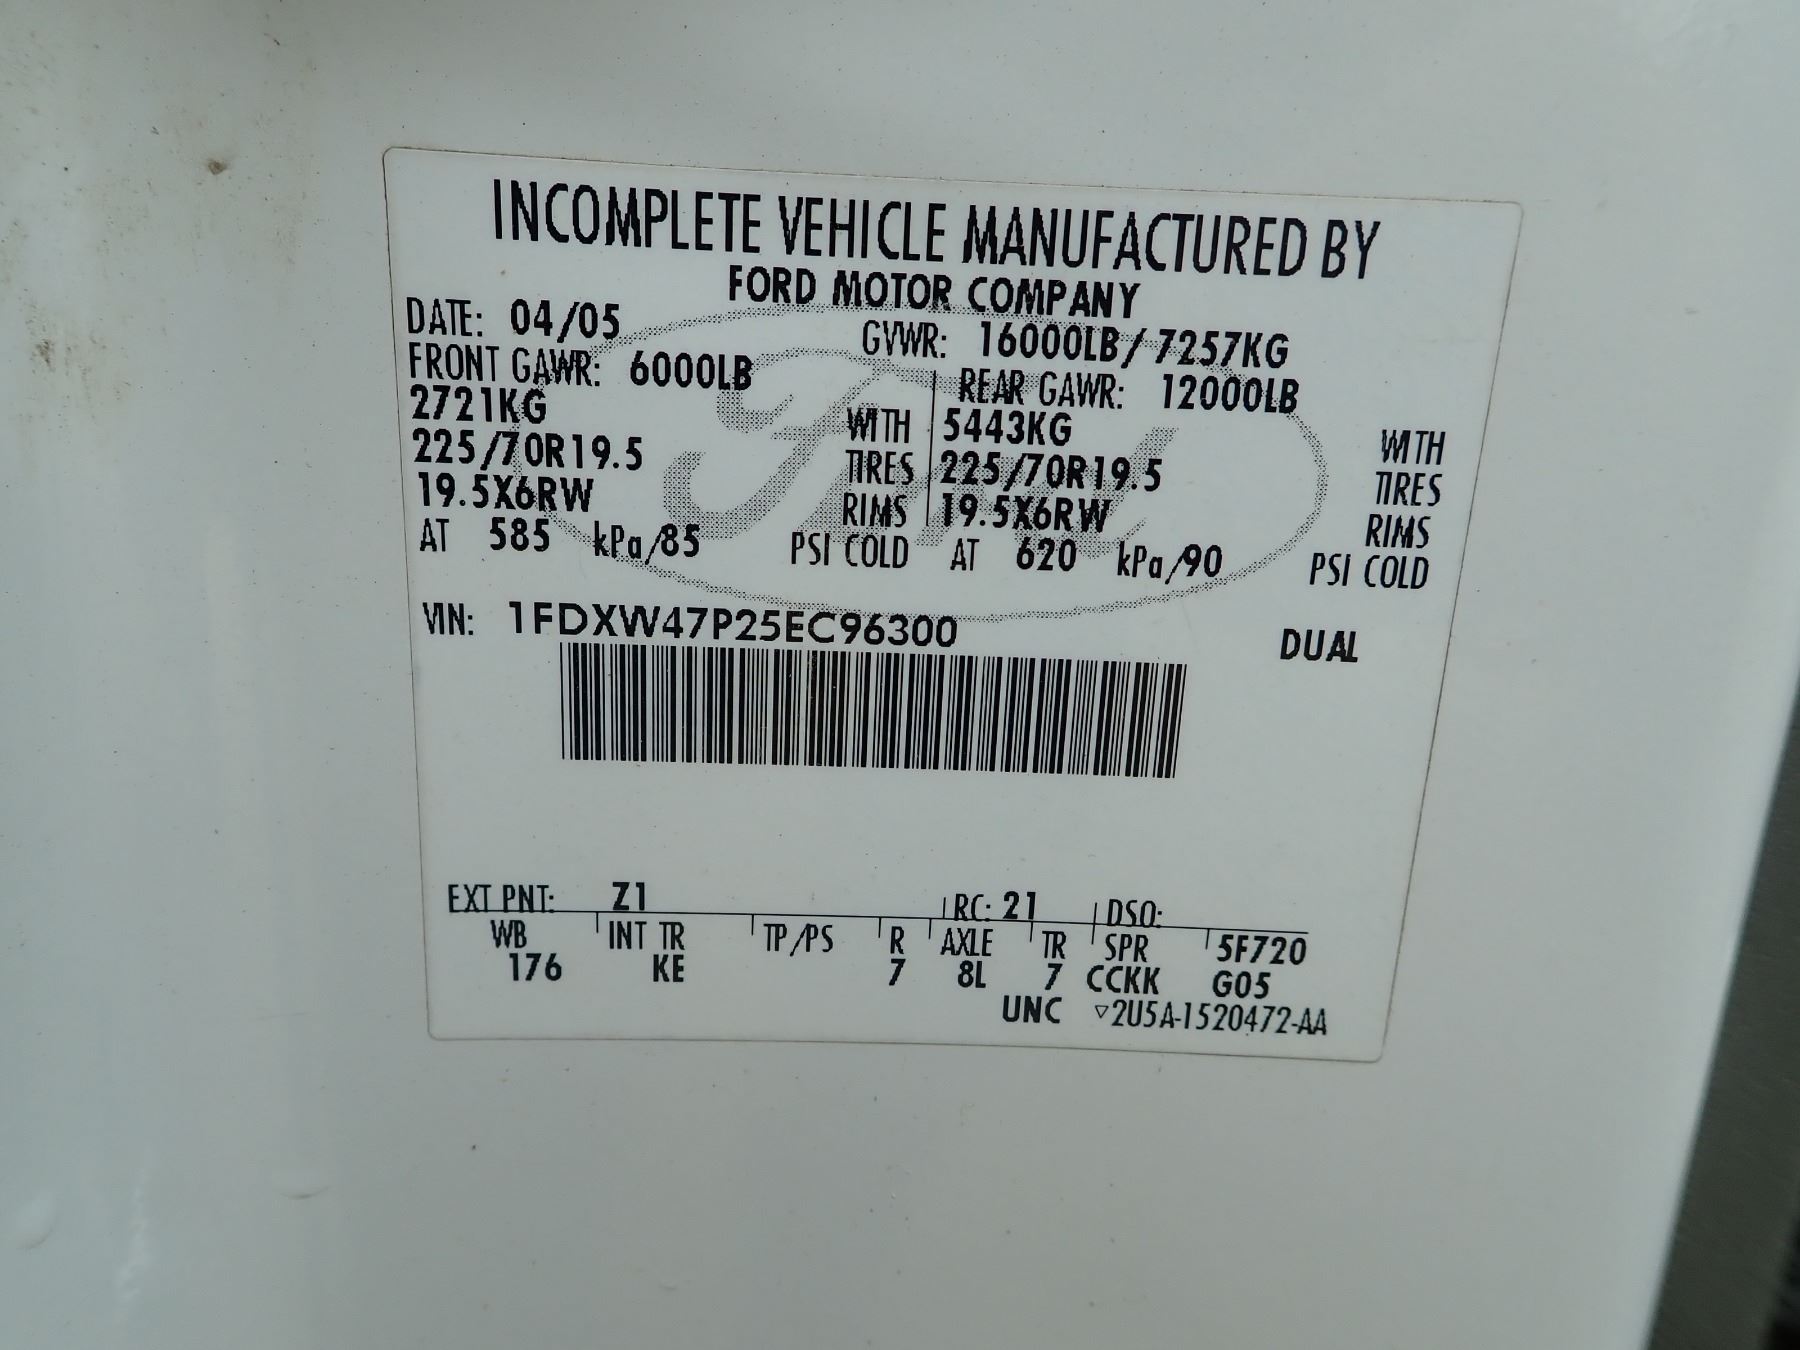 INCOMPLETE VEHICLE MANUFACTURED BY
FORD MOTOR COMPANY
DATE: 04/05 GVWR: 16000LB/7257KG
FRONT GAWR: 6000LB REAR GAWR: 12000LB
2721KG WITH 5443KG WITH
225/70R19.5 TIRES 225/70R19.5 TIRES
19.5X6RW RIMS 19.5X6RW RIMS
AT 585 kPa/85 PSI COLD AT 620 kPa/90 PSI COLD
VIN: 1FDXW47P25EC96300 DUAL
EXT PNT: Z1 RC: 21 DSO:
WB INT TR TP/PS R AXLE TR SPR 5F720
176 KE 7 8L 7 CCKK G05
UNC ▽2U5A-1520472-AA
Ford